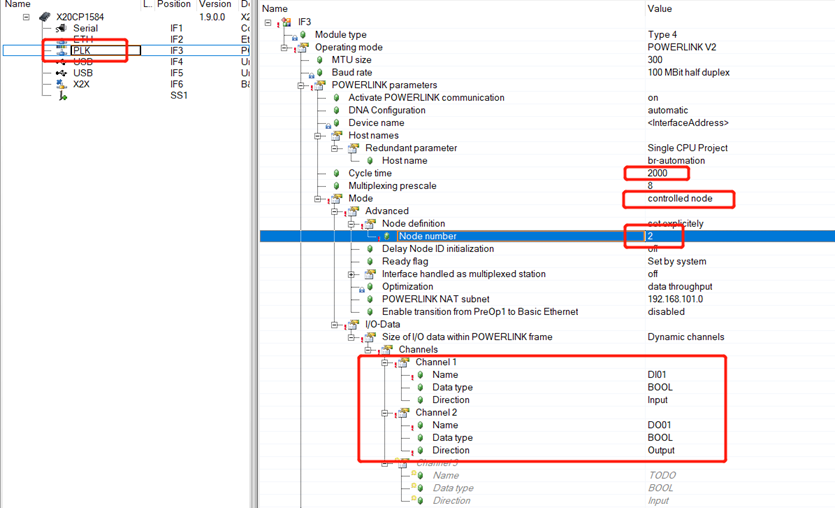 Name L.. Position Version De
X20CP1584 1.9.0.0 X2
Serial IF1 Co
ETH IF2 Et
PLK IF3
USB IF4 Un
USB IF5 Un
X2X IF6 B&
SS1
Name Value
IF3
Module type Type 4
Operating mode POWERLINK V2
MTU size 300
Baud rate 100 MBit half duplex
POWERLINK parameters
Activate POWERLINK communication on
DNA Configuration automatic
Device name <InterfaceAddress>
Host names
Redundant parameter Single CPU Project
Host name br-automation
Cycle time 2000
Multiplexing prescale 8
Mode controlled node
Advanced
Node definition set explicitely
Node number 2
Delay Node ID initialization off
Ready flag Set by system
Interface handled as multiplexed station off
Optimization data throughput
POWERLINK NAT subnet 192.168.101.0
Enable transition from PreOp1 to Basic Ethernet disabled
I/O-Data
Size of I/O data within POWERLINK frame Dynamic channels
Channels
Channel 1
Name DI01
Data type BOOL
Direction Input
Channel 2
Name DO01
Data type BOOL
Direction Output
Channel 3
Name TODO
Data type BOOL
Direction Input